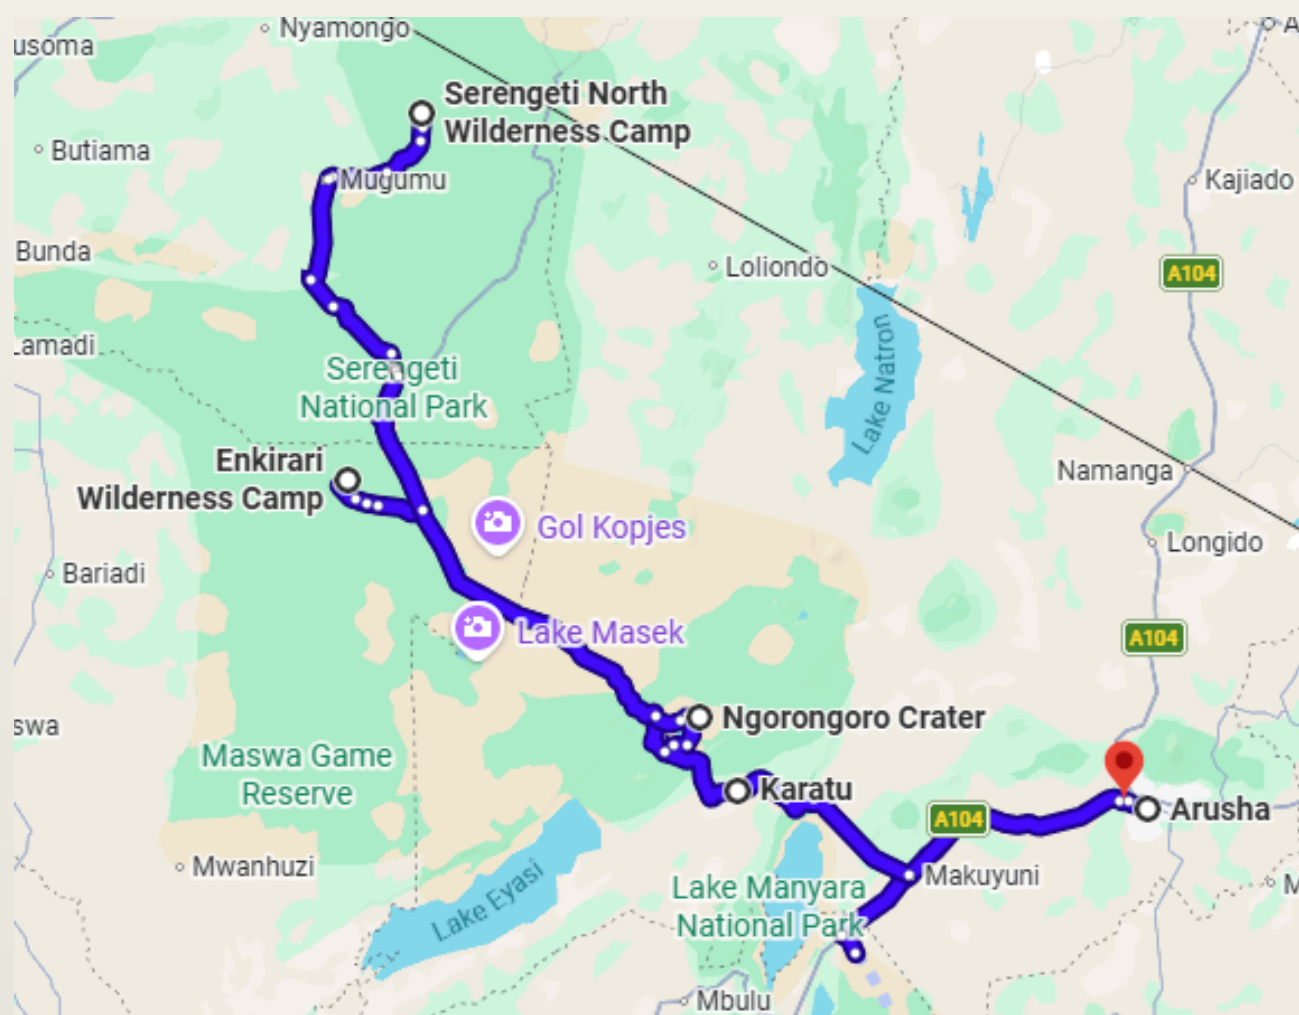 Nyamongo
usoma
Serengeti North
Wilderness Camp
Butiama
Mugumu
Kajiado
Bunda
Loliondo
A104
Lamadi
Serengeti
National Park
Lake Natron
Enkirari
Wilderness Camp
Namanga
Gol Kopjes
Longido
Bariadi
Lake Masek
A104
swa
Ngorongoro Crater
Maswa Game
Reserve
Karatu
Arusha
A104
Mwanhuzi
Makuyuni
Lake Manyara
National Park
Lake Eyasi
Mbulu